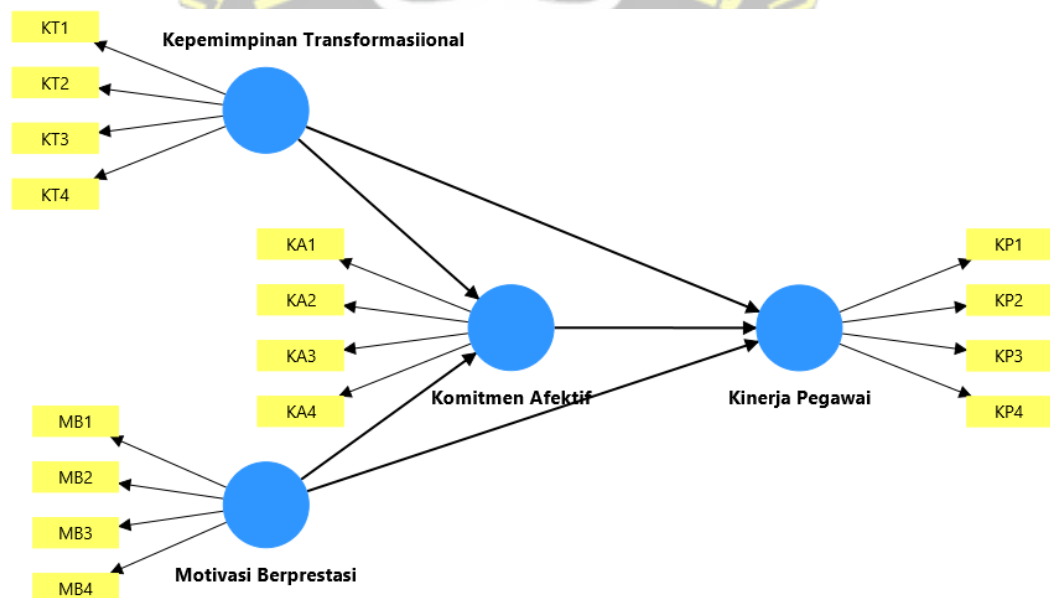 KT1
Kepemimpinan Transformasiional
KT2
KT3
KT4
KA1
KA2
KA3
KA4
Komitmen Afektif
KP1
KP2
KP3
KP4
Kinerja Pegawai
MB1
MB2
MB3
MB4
Motivasi Berprestasi